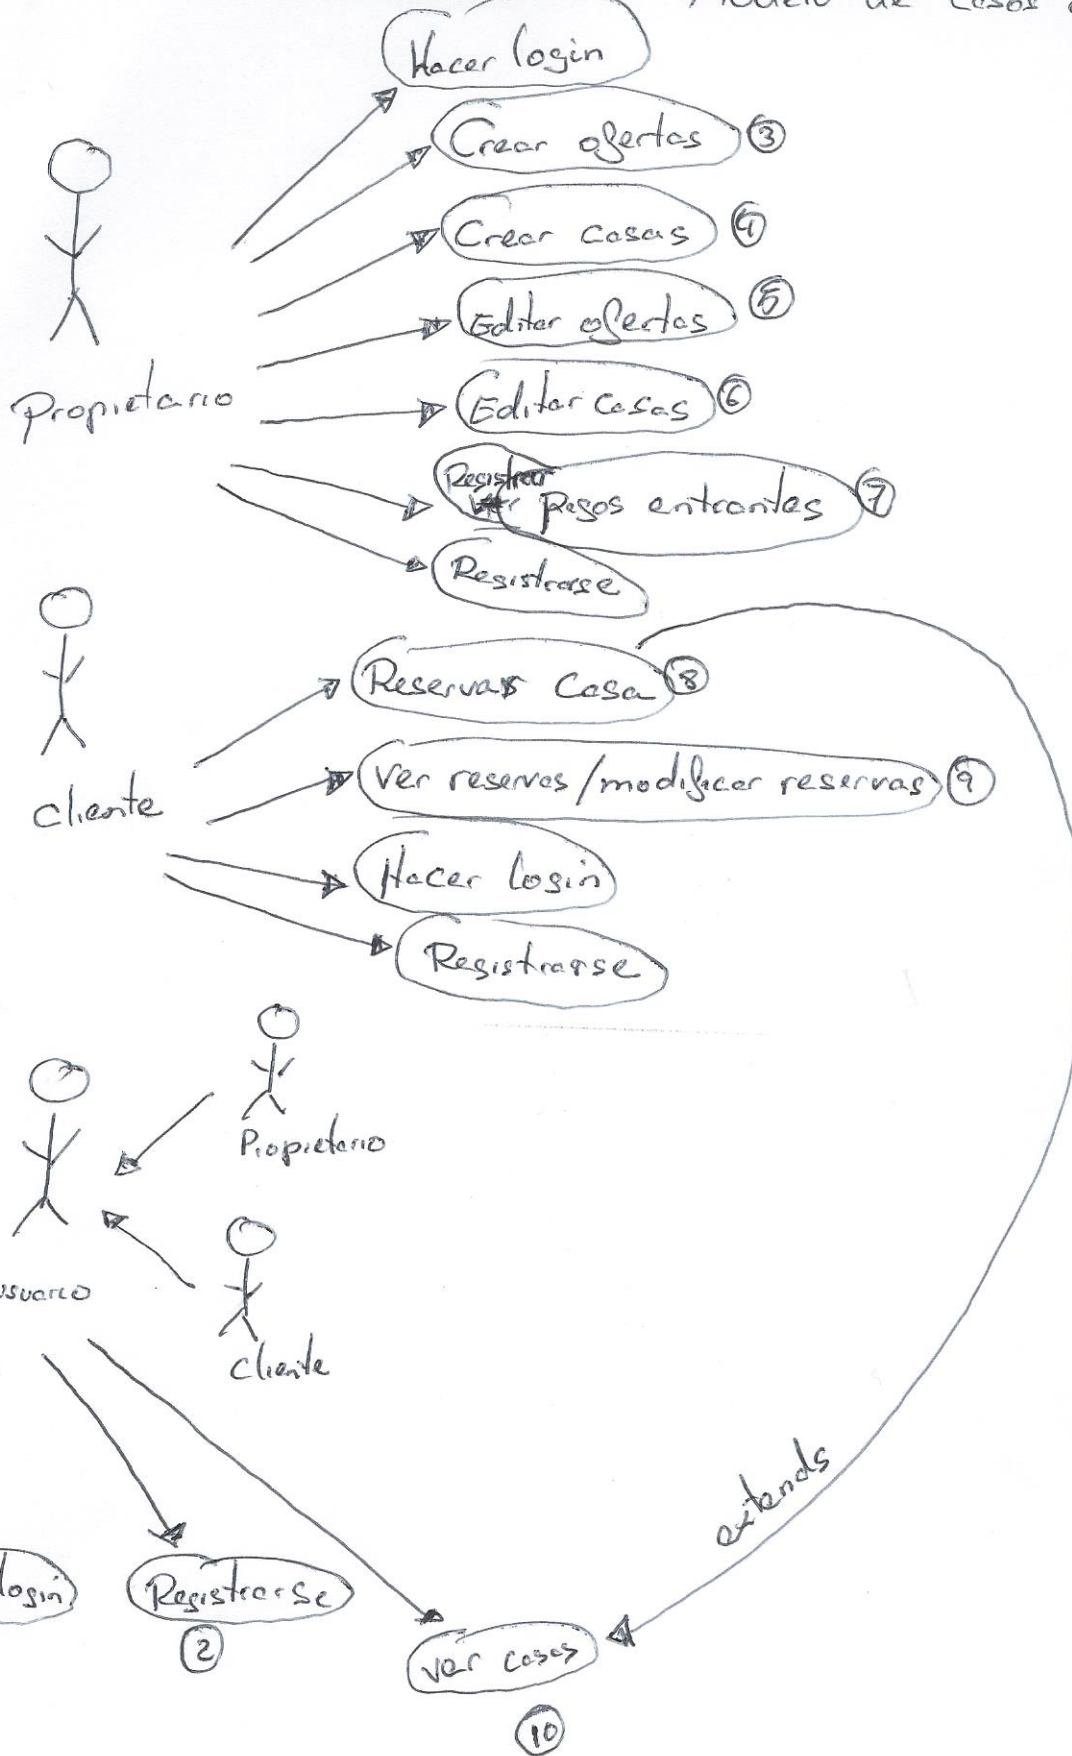 Modelo de Casos
Hacer login
Crear ofertas 3
Crear casas 4
Editar ofertas 5
Propietario
Editar casas 6
Registrar
pagos entrantes 7
Registrarse
Reservar Casa 8
Cliente
Ver reservas/modificar reservas 9
Hacer login
Registrarse
Propietario
usuario
Cliente
extends
login
Registrarse
2
ver casas
10